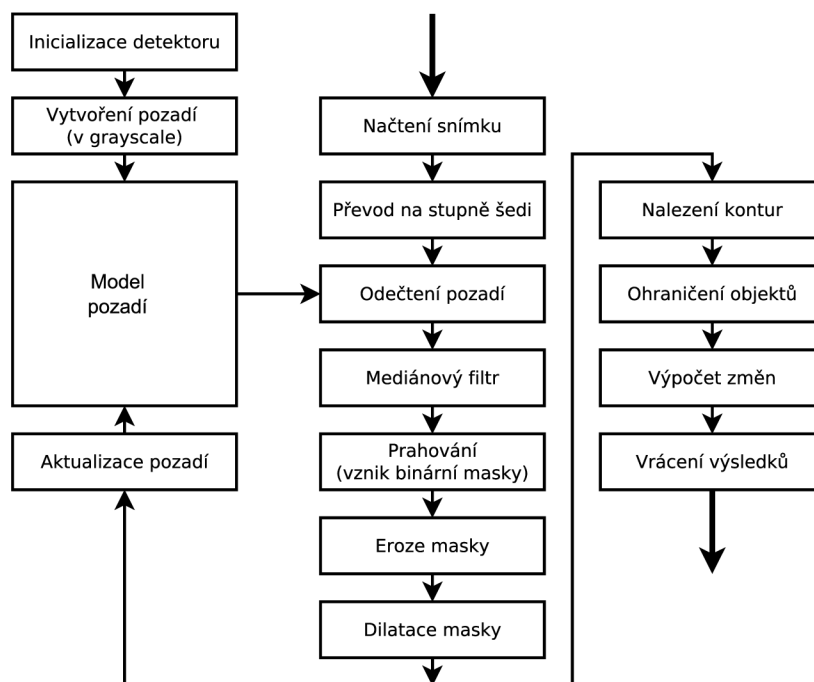 Inicializace detektoru
Vytvoření pozadí
(v grayscale)
Model
pozadí
Aktualizace pozadí
Načtení snímku
Převod na stupně šedi
Odečtení pozadí
Mediánový filtr
Prahování
(vznik binární masky)
Eroze masky
Dilatace masky
Nalezení kontur
Ohraničení objektů
Výpočet změn
Vrácení výsledků